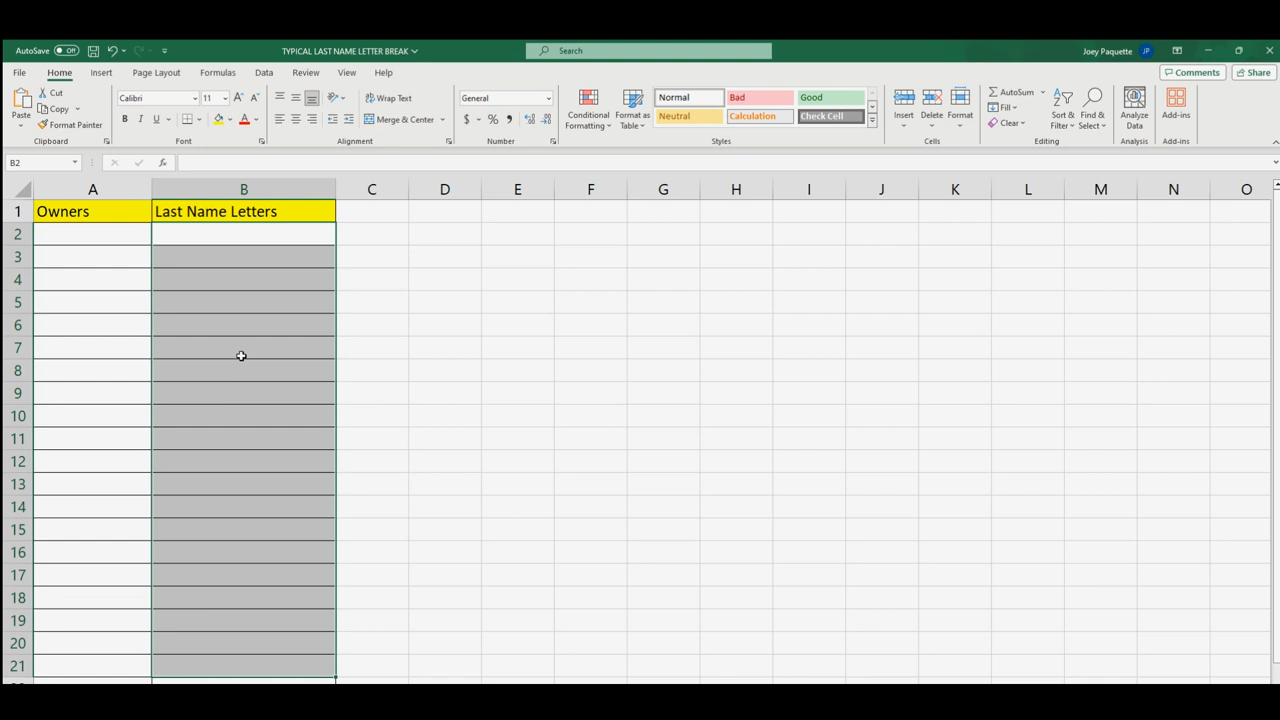 AutoSave Off TYPICAL LAST NAME LETTER BREAK Search Joey Paquette JP
File Home Insert Page Layout Formulas Data Review View Help Comments Share
Paste Cut Copy Format Painter Clipboard
Calibri 11 B I U A Font
Wrap Text Merge & Center Alignment
General $ % , Number
Conditional Formatting Format as Table Normal Bad Good
Neutral Calculation Check Cell Styles
Insert Delete Format Cells
AutoSum Fill Clear Sort & Filter Find & Select Editing
Analyze Data Analysis
Add-ins Add-ins
B2 fx
A B C D E F G H I J K L M N O
1 Owners Last Name Letters
2
3
4
5
6
7
8
9
10
11
12
13
14
15
16
17
18
19
20
21